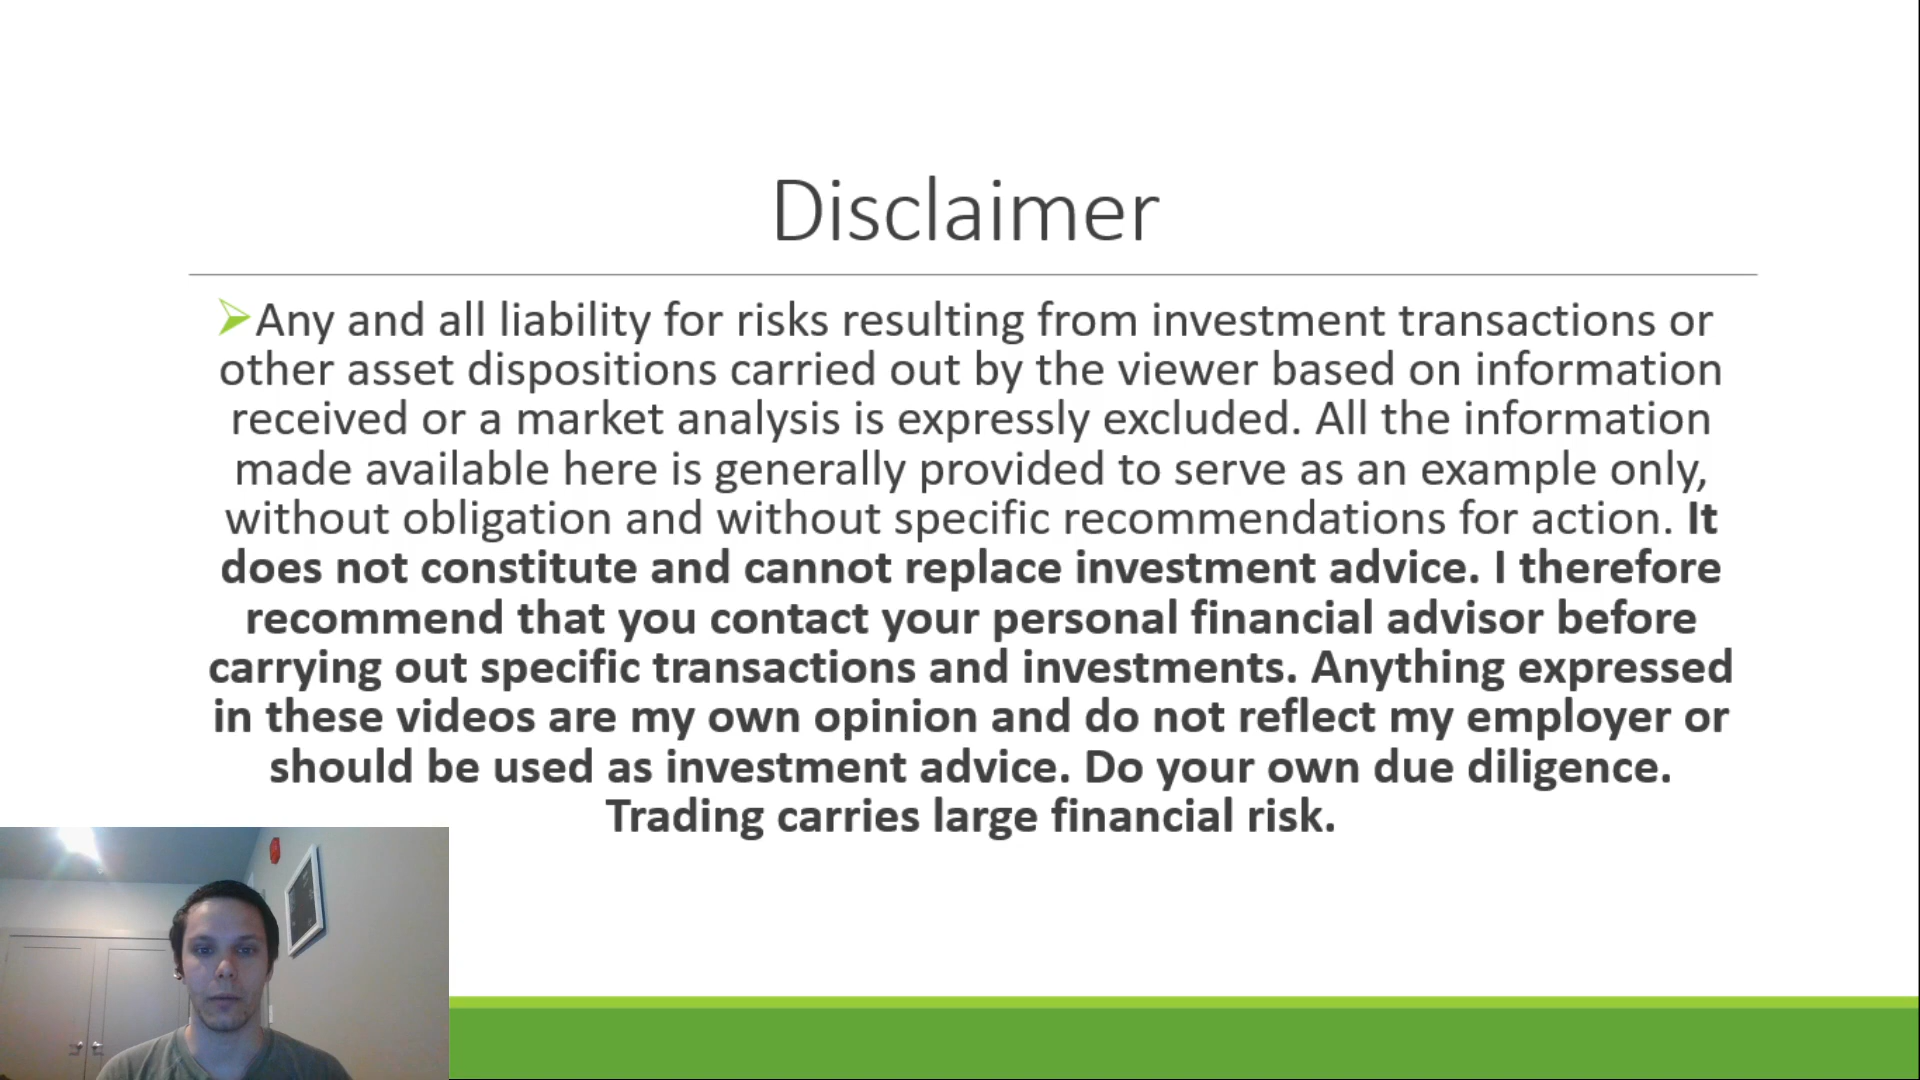 Disclaimer
Any and all liability for risks resulting from investment transactions or
other asset dispositions carried out by the viewer based on information
received or a market analysis is expressly excluded. All the information
made available here is generally provided to serve as an example only,
without obligation and without specific recommendations for action. It
does not constitute and cannot replace investment advice. I therefore
recommend that you contact your personal financial advisor before
carrying out specific transactions and investments. Anything expressed
in these videos are my own opinion and do not reflect my employer or
should be used as investment advice. Do your own due diligence.
Trading carries large financial risk.